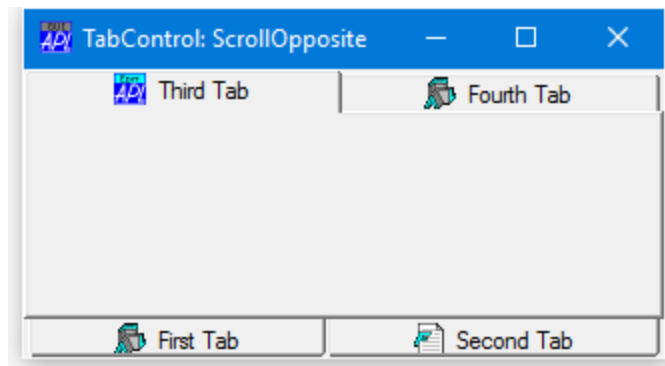 TabControl: ScrollOpposite
Third Tab Fourth Tab
First Tab Second Tab